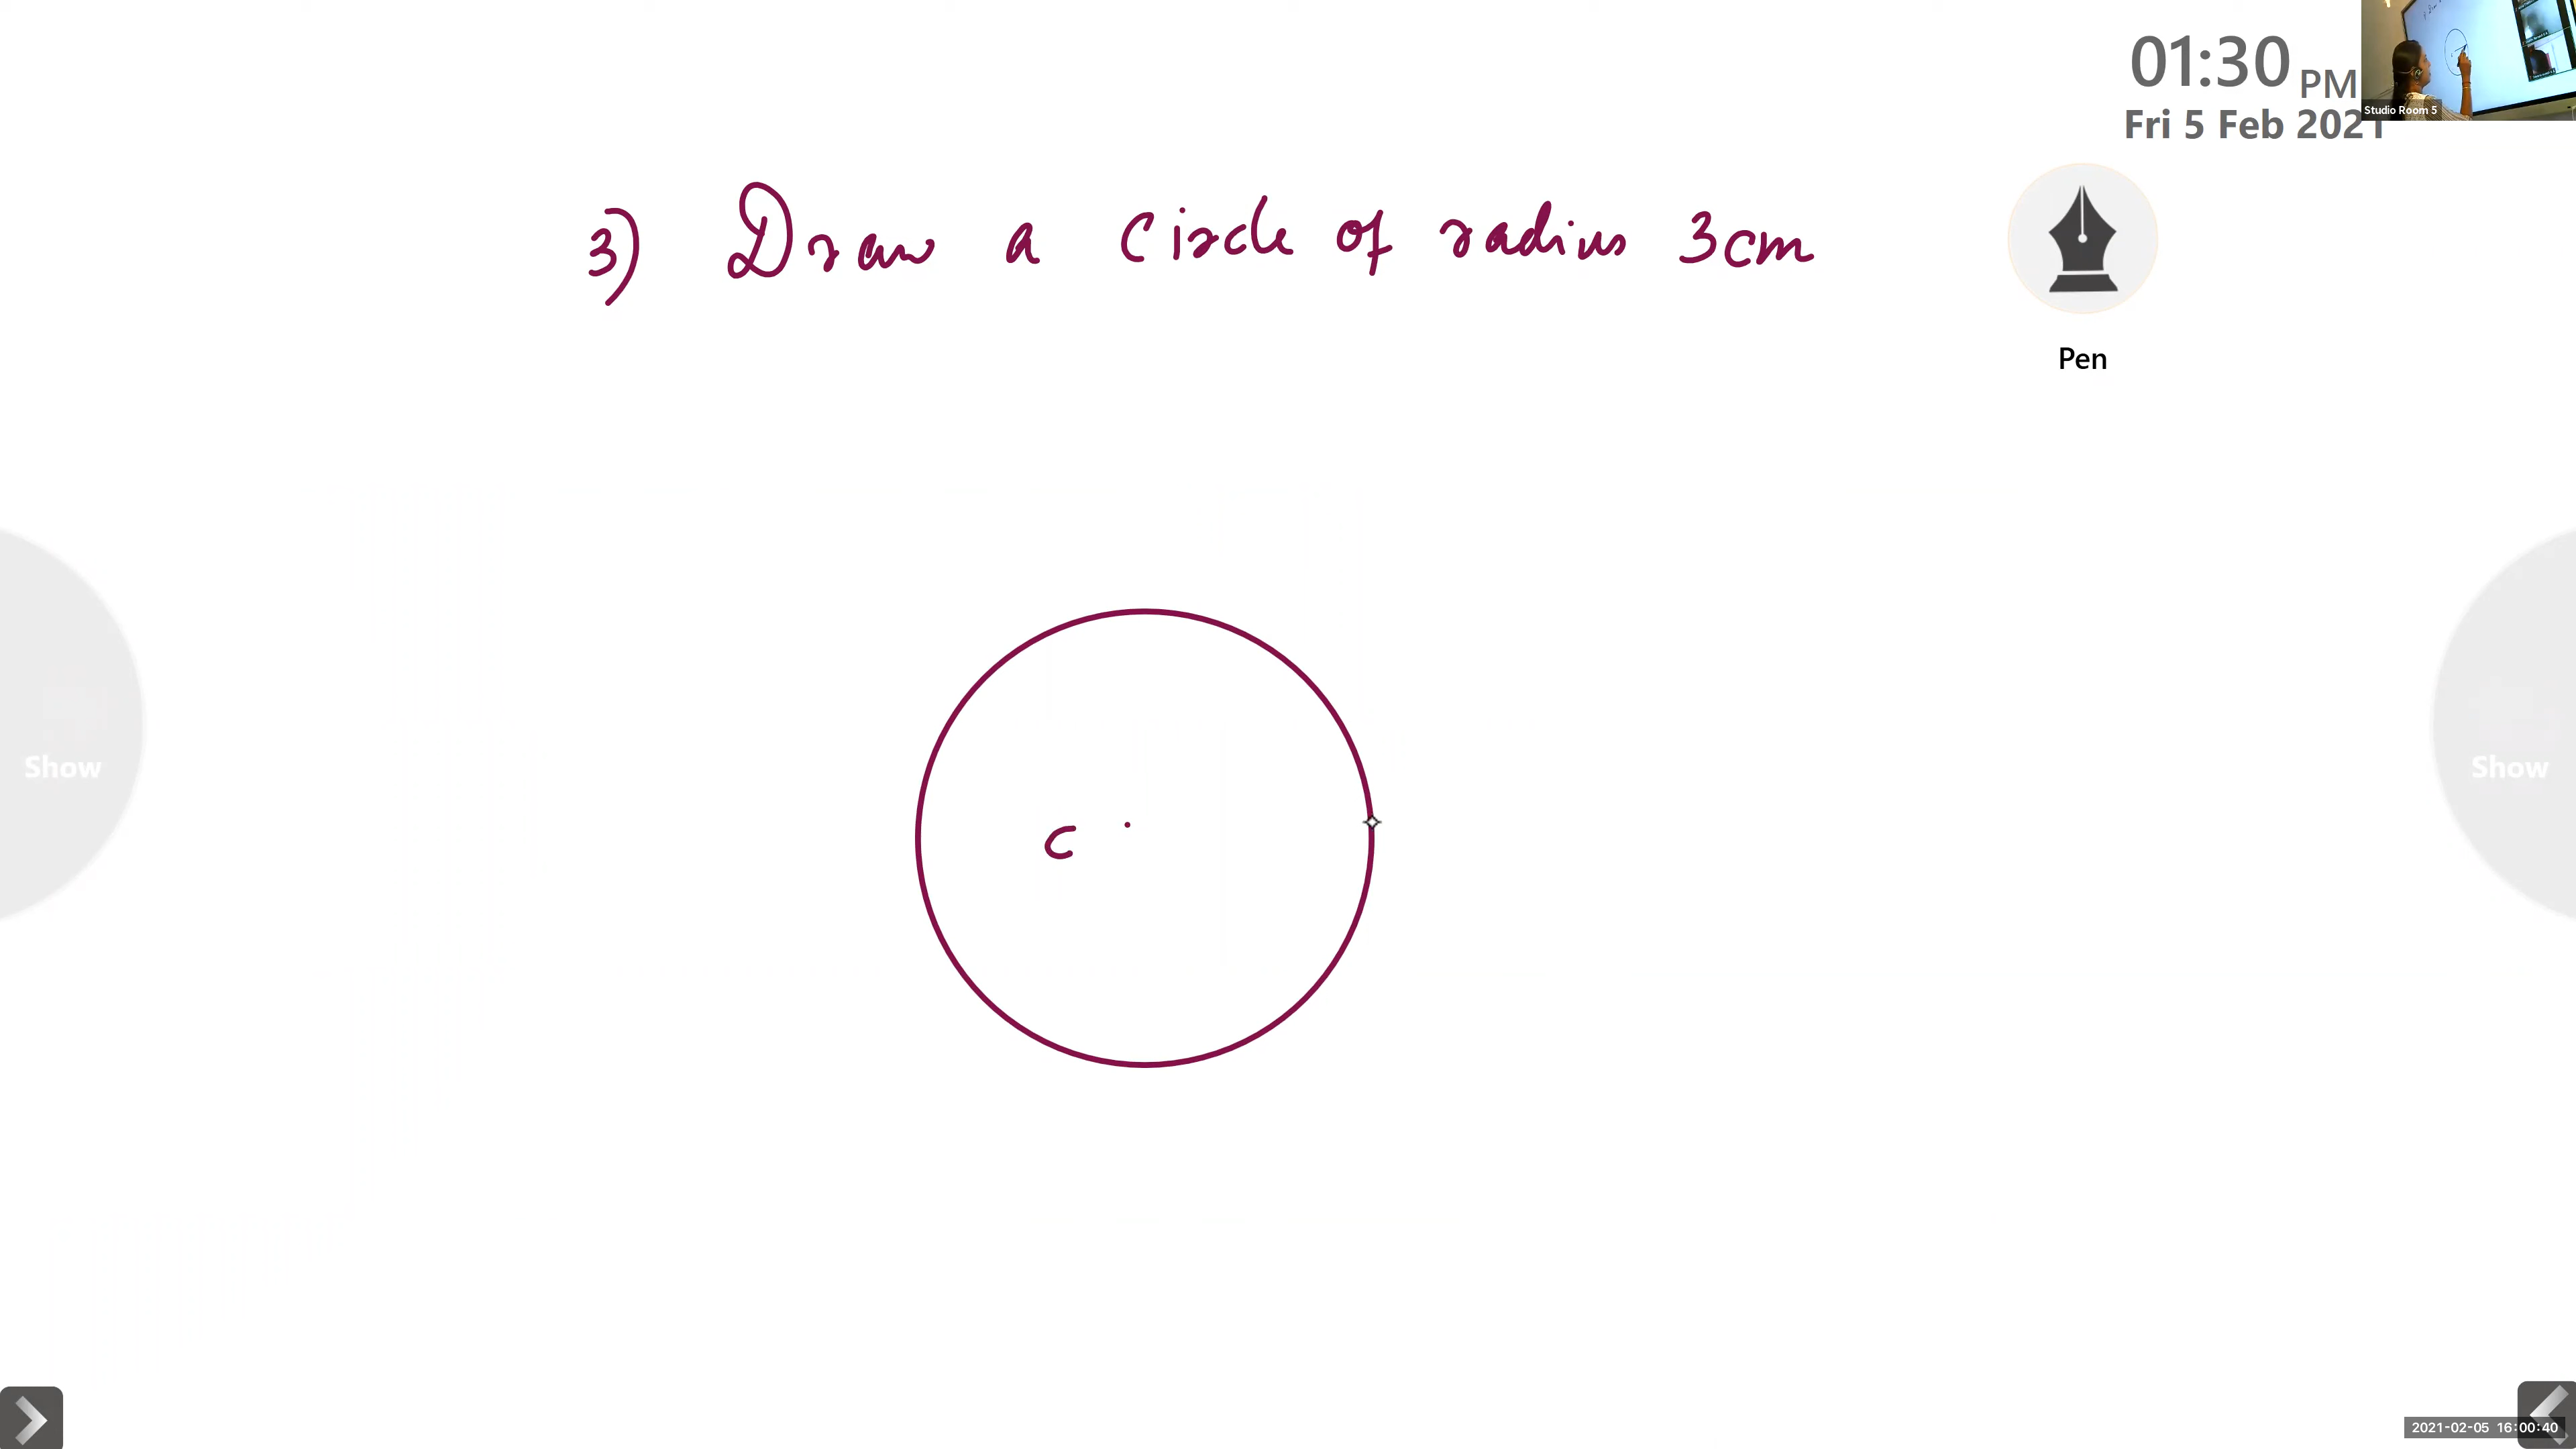 01:30 PM
Fri 5 Feb 2021
Studio Room 5
3) Draw a circle of radius 3cm
Pen
Show
Show
C
2021-02-05 16:00:40